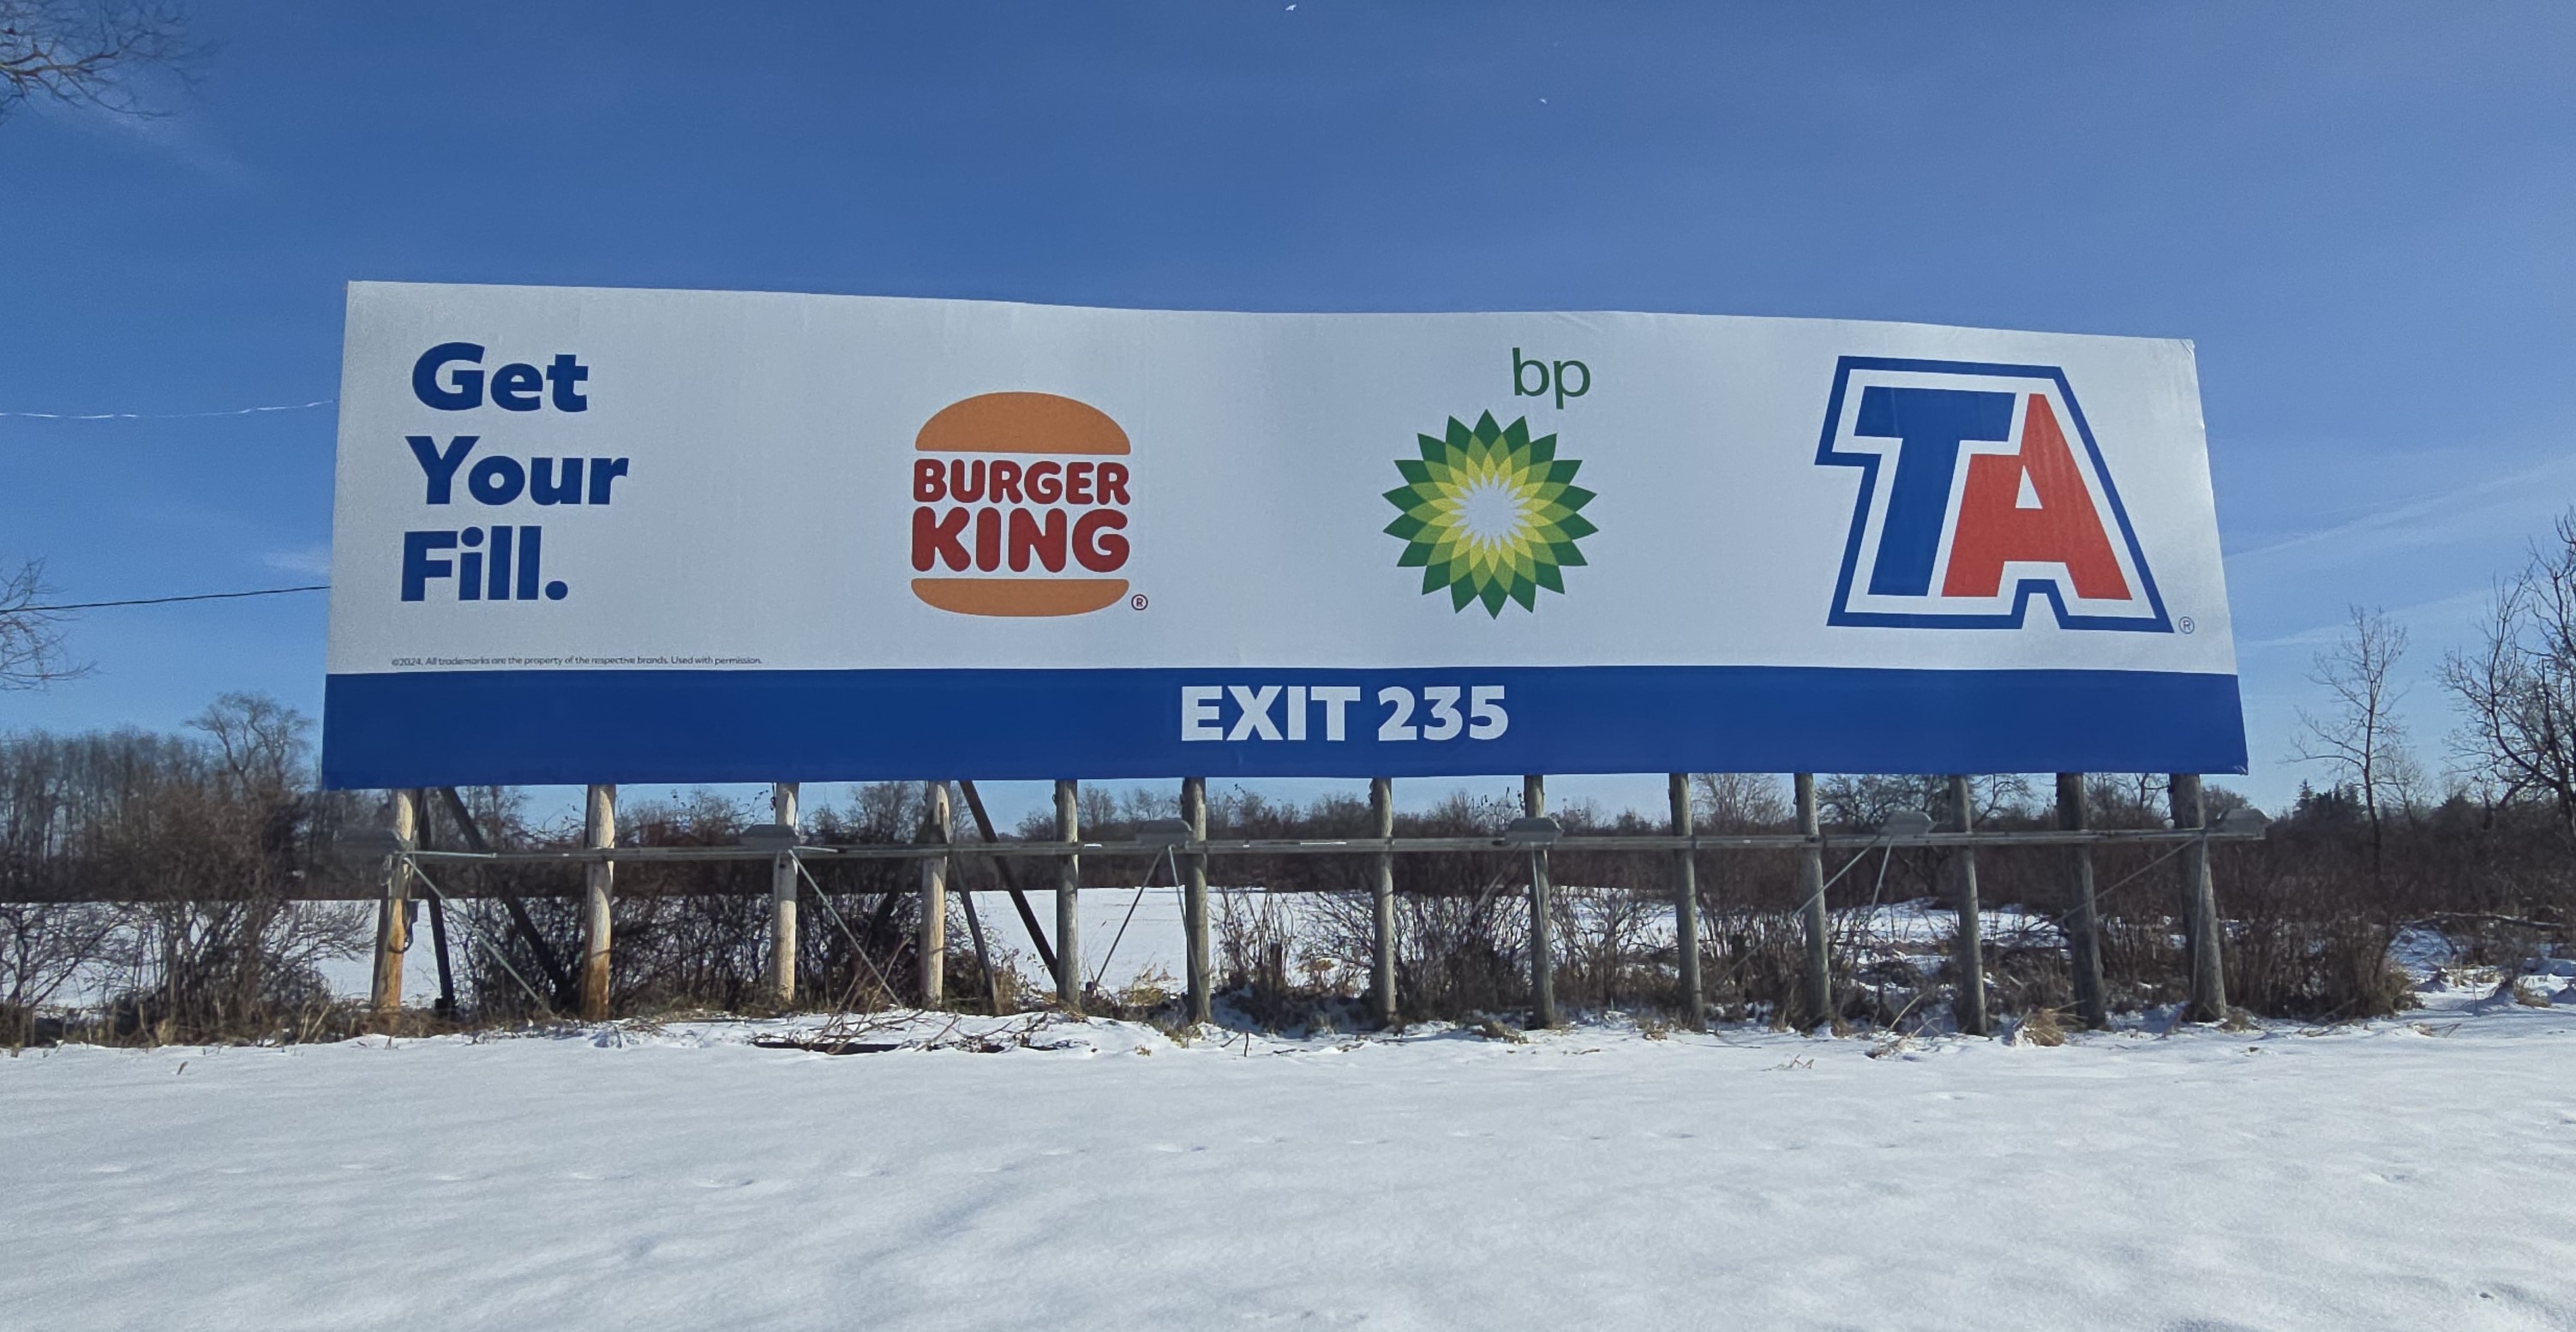 Get
Your
Fill.
BURGER
KING
®
bp
TA
®
©2024. All trademarks are the property of the respective brands. Used with permission.
EXIT 235